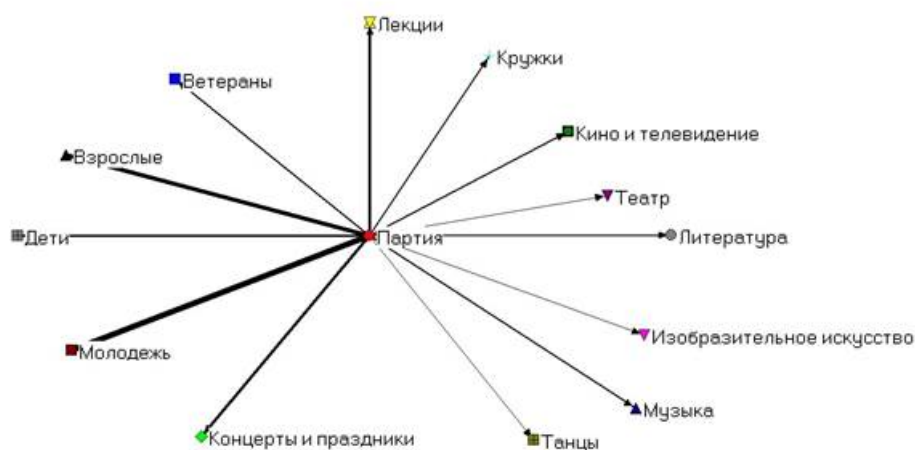 Лекции
Кружки
Ветераны
Кино и телевидение
Взрослые
Театр
Дети
Партия
Литература
Изобразительное искусство
Молодежь
Музыка
Концерты и праздники
Танцы